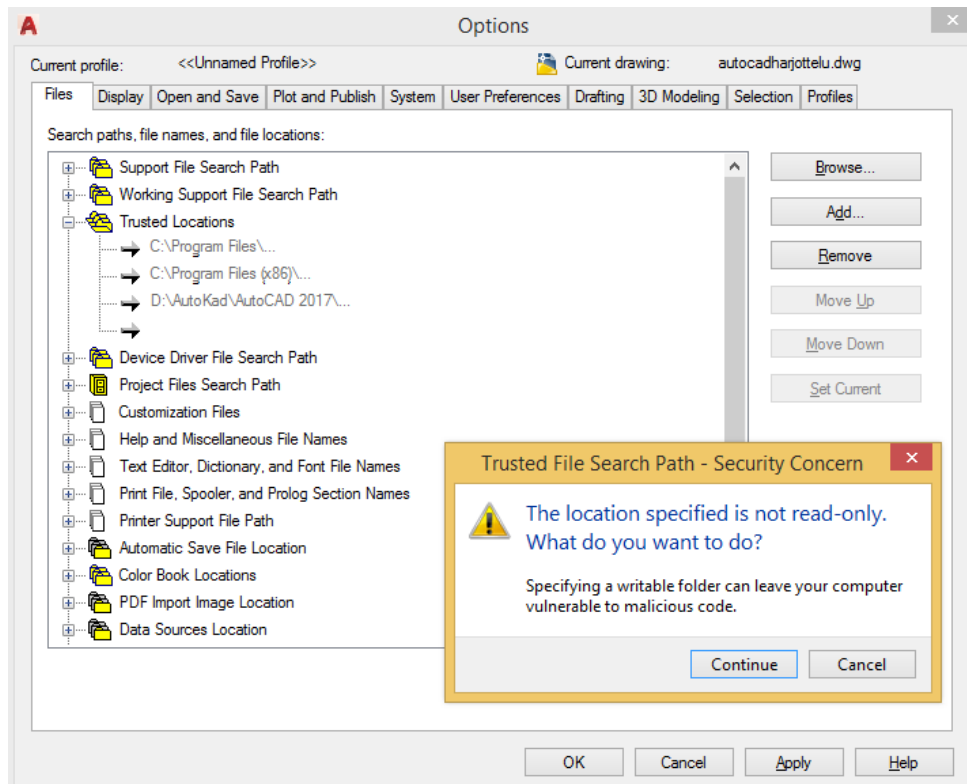 A
Options
Current profile: <<Unnamed Profile>> Current drawing: autocadharjottelu.dwg
Files Display Open and Save Plot and Publish System User Preferences Drafting 3D Modeling Selection Profiles
Search paths, file names, and file locations:
Support File Search Path
Working Support File Search Path
Trusted Locations
C:\Program Files\...
C:\Program Files (x86)\...
D:\AutoKad\AutoCAD 2017\...
Device Driver File Search Path
Project Files Search Path
Customization Files
Help and Miscellaneous File Names
Text Editor, Dictionary, and Font File Names
Print File, Spooler, and Prolog Section Names
Printer Support File Path
Automatic Save File Location
Color Book Locations
PDF Import Image Location
Data Sources Location
Browse...
Add...
Remove
Move Up
Move Down
Set Current
Trusted File Search Path - Security Concern
The location specified is not read-only.
What do you want to do?
Specifying a writable folder can leave your computer
vulnerable to malicious code.
Continue Cancel
OK Cancel Apply Help